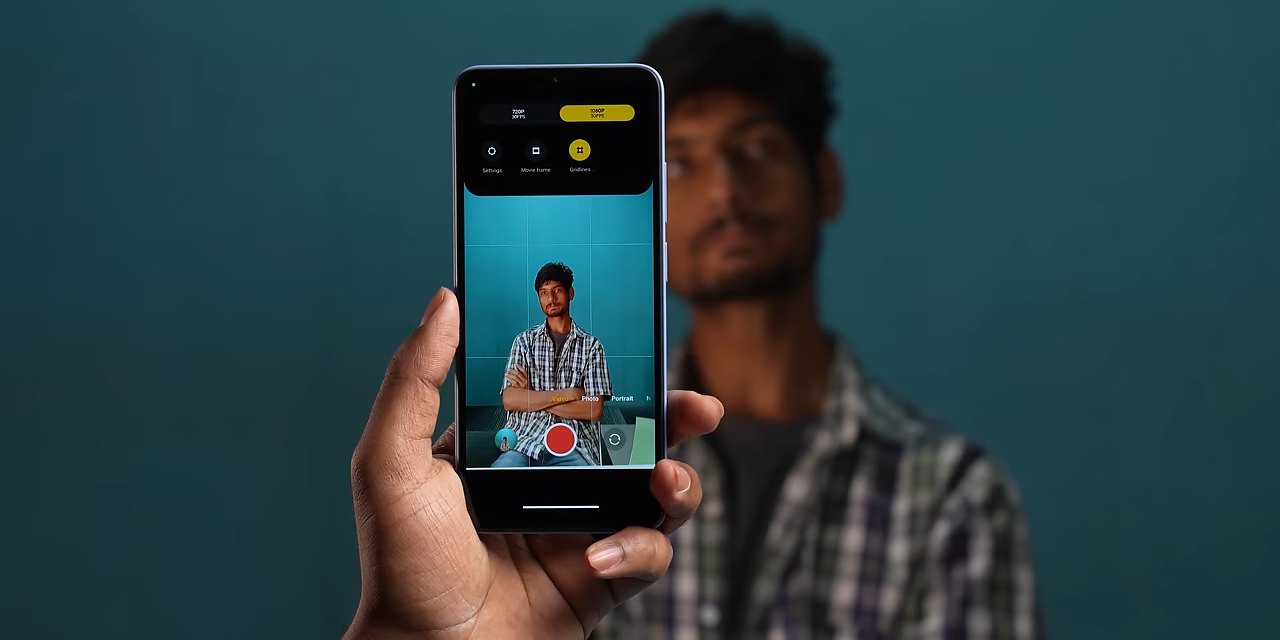 720P
30FPS
1080P
30FPS
Settings
Movie frame
Gridlines
Video
Photo
Portrait
N